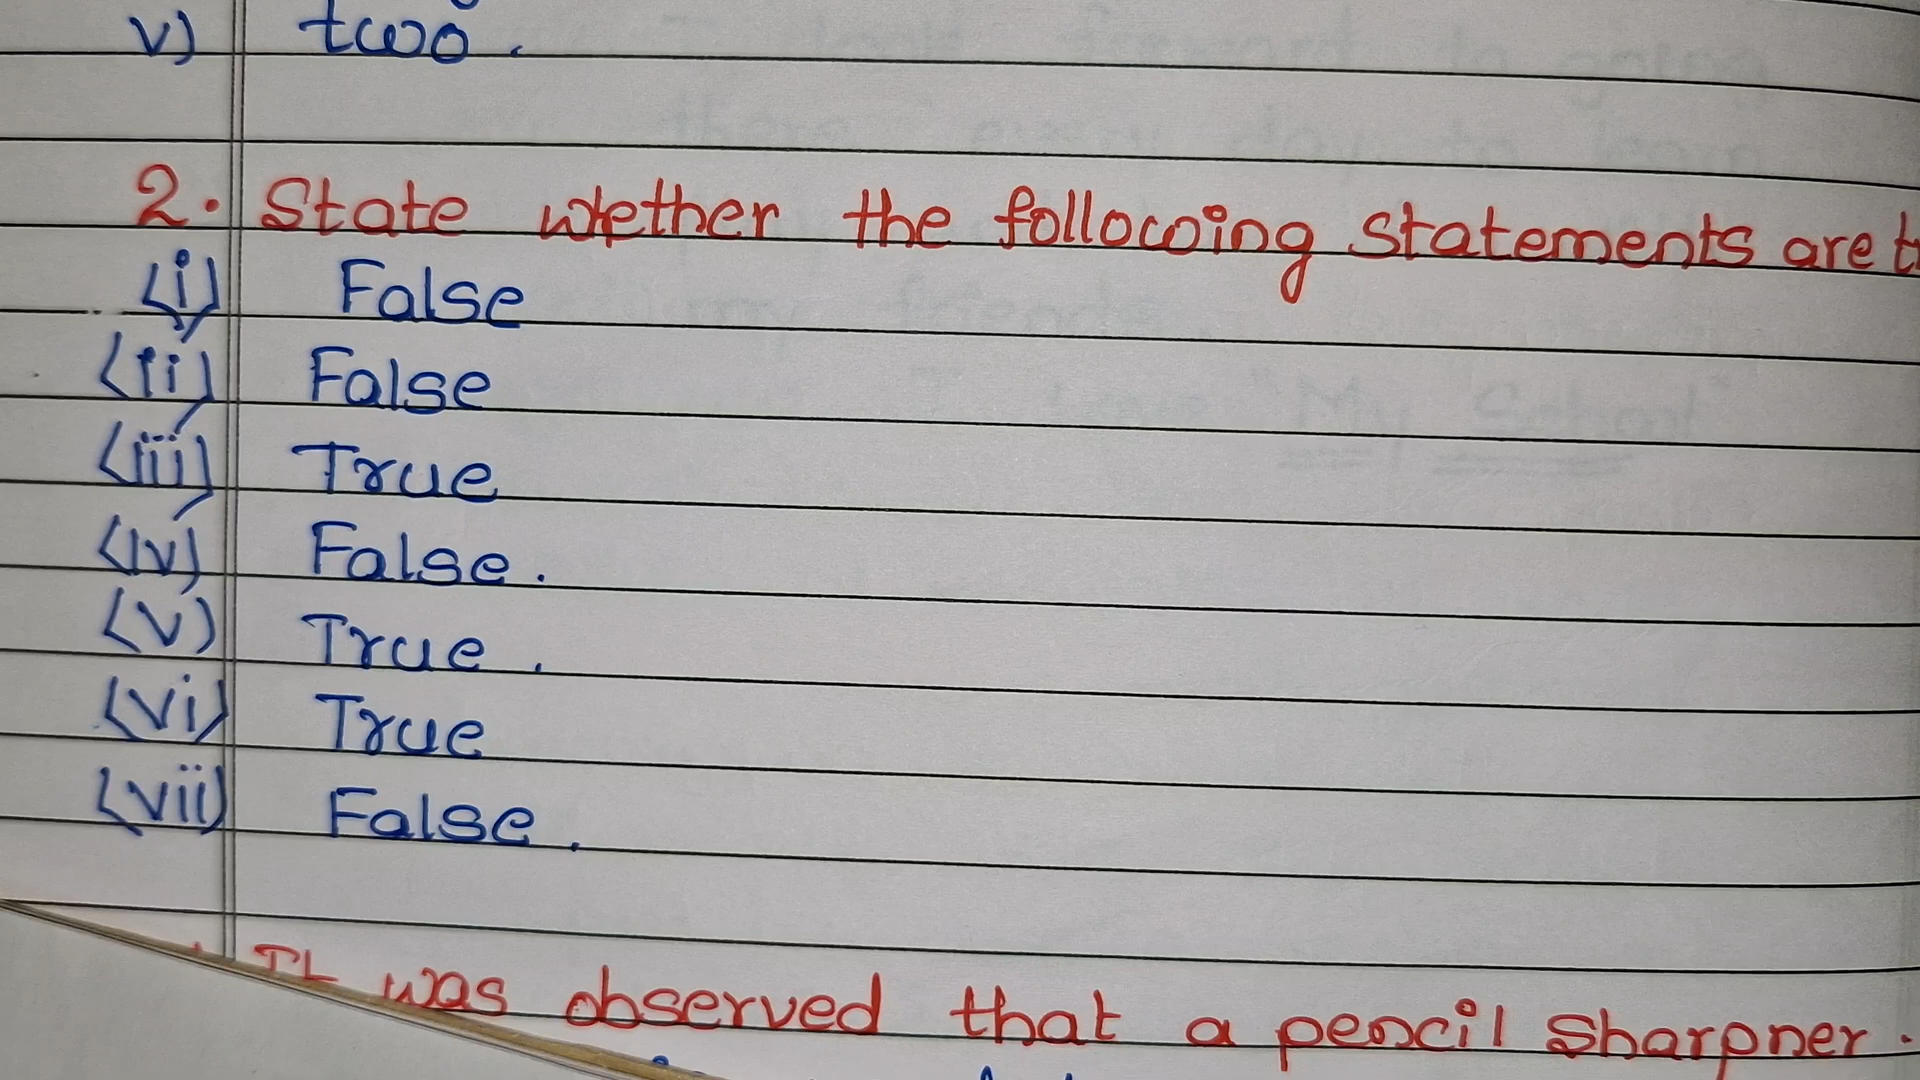 v) two.
2. State wether the following statements are
(i) False
(ii) False
(iii) True
(iv) False.
(v) True.
(vi) True
(vii) False.
It was observed that a pencil sharpner.